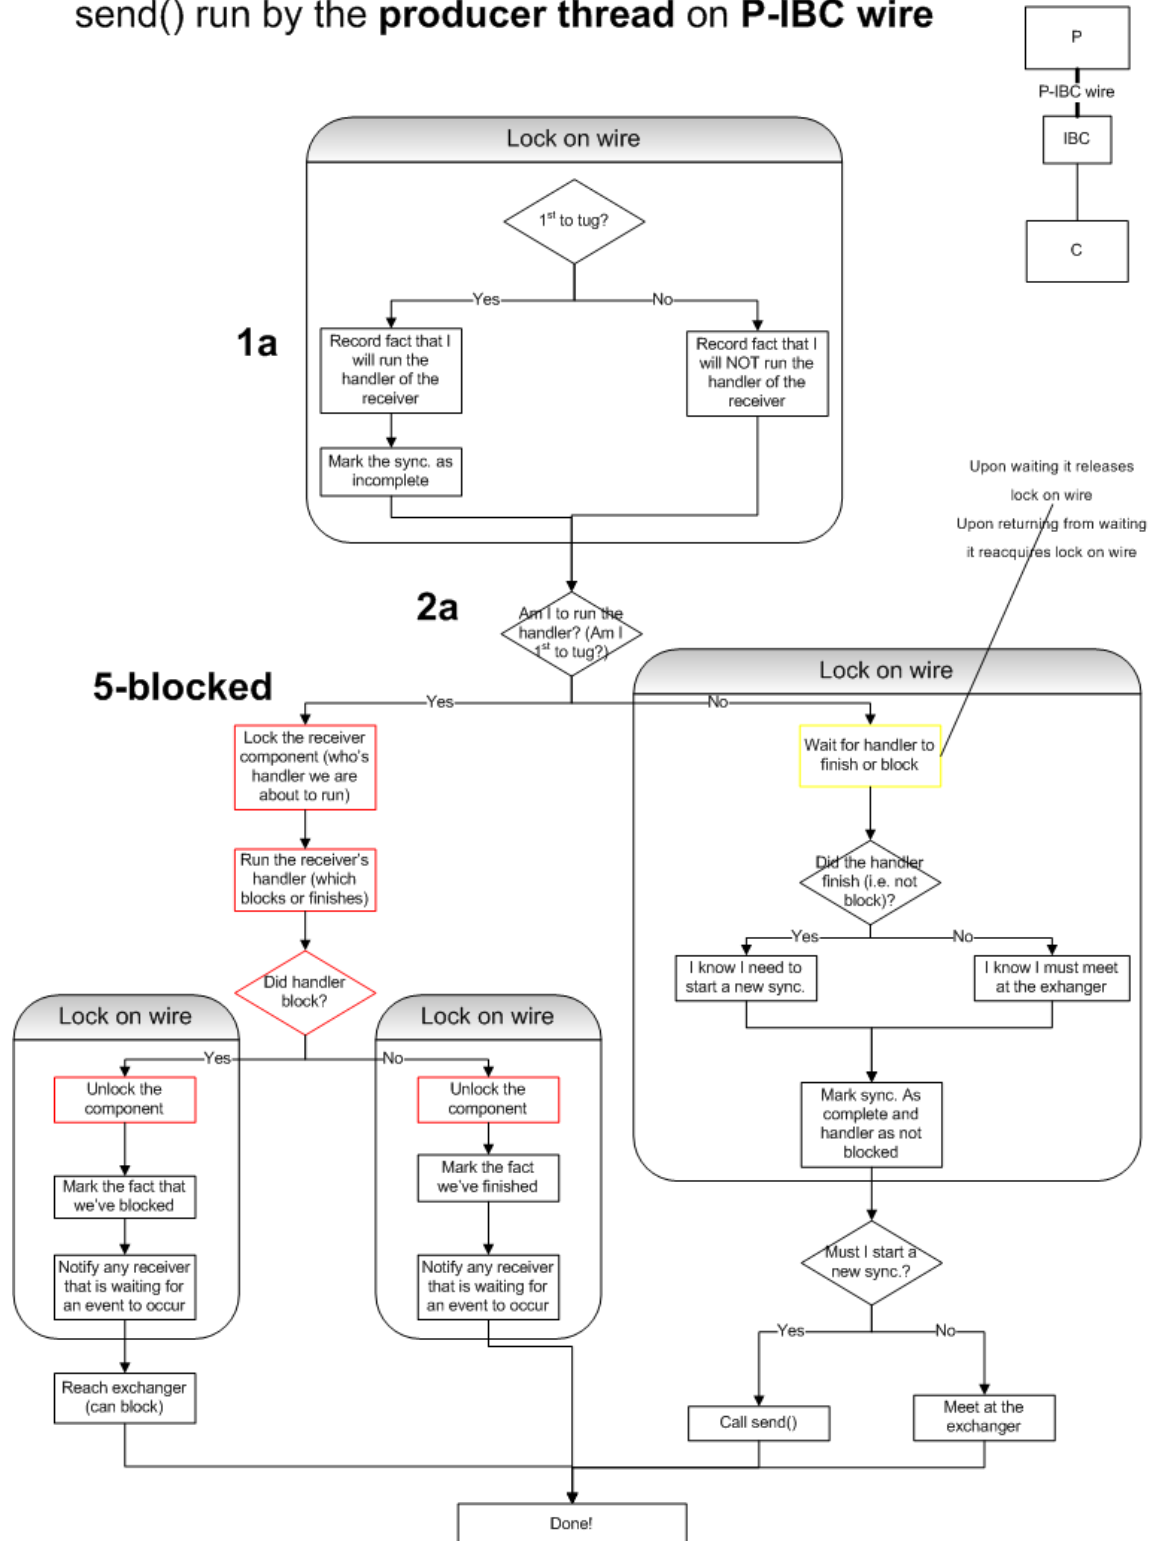 send() run by the producer thread on P-IBC wire
P
P-IBC wire
IBC
C
Lock on wire
1st to tug?
Yes
No
1a
Record fact that I
will run the
handler of the
receiver
Record fact that I
will NOT run the
handler of the
receiver
Mark the sync. as
incomplete
Upon waiting it releases
lock on wire
Upon returning from waiting
it reacquires lock on wire
2a
Am I to run the
handler? (Am I
1st to tug?)
5-blocked
Yes
No
Lock on wire
Lock the receiver
component (who's
handler we are
about to run)
Wait for handler to
finish or block
Run the receiver's
handler (which
blocks or finishes)
Did the handler
finish (i.e. not
block)?
Yes
No
I know I need to
start a new sync.
I know I must meet
at the exhanger
Did handler
block?
Lock on wire
Lock on wire
Yes
No
Unlock the
component
Unlock the
component
Mark sync. As
complete and
handler as not
blocked
Mark the fact that
we've blocked
Mark the fact
we've finished
Notify any receiver
that is waiting for
an event to occur
Notify any receiver
that is waiting for
an event to occur
Must I start a
new sync.?
Yes
No
Reach exchanger
(can block)
Call send()
Meet at the
exchanger
Done!